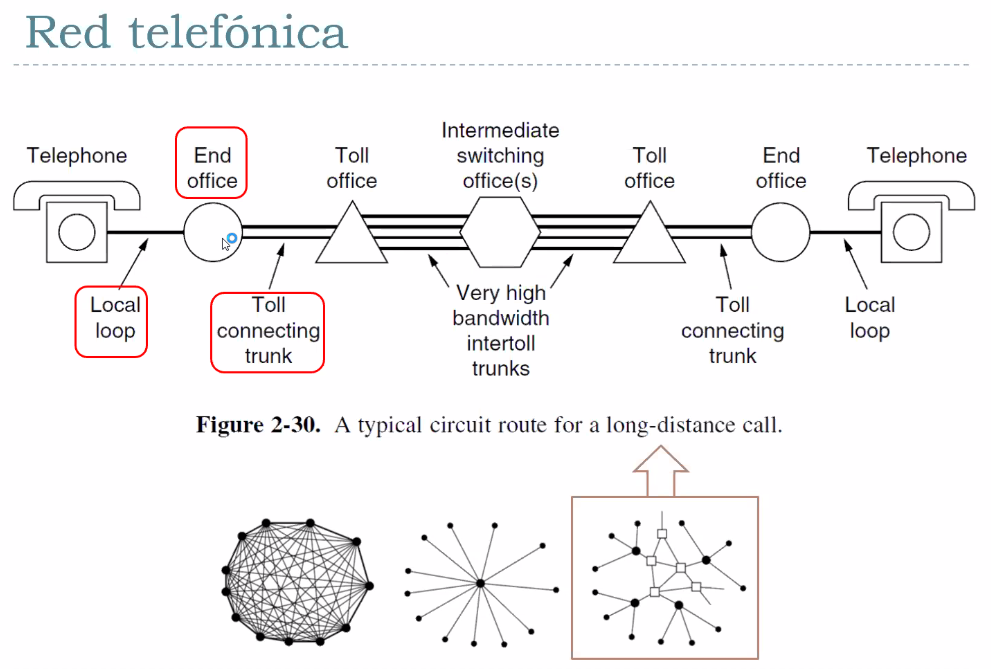 Red telefónica
Intermediate
Telephone
End
Toll
switching
Toll
End
Telephone
office
office
office(s)
office
office
Local
loop
Toll
connecting
trunk
Very high
bandwidth
intertoll
trunks
Toll
connecting
trunk
Local
loop
Figure 2-30. A typical circuit route for a long-distance call.